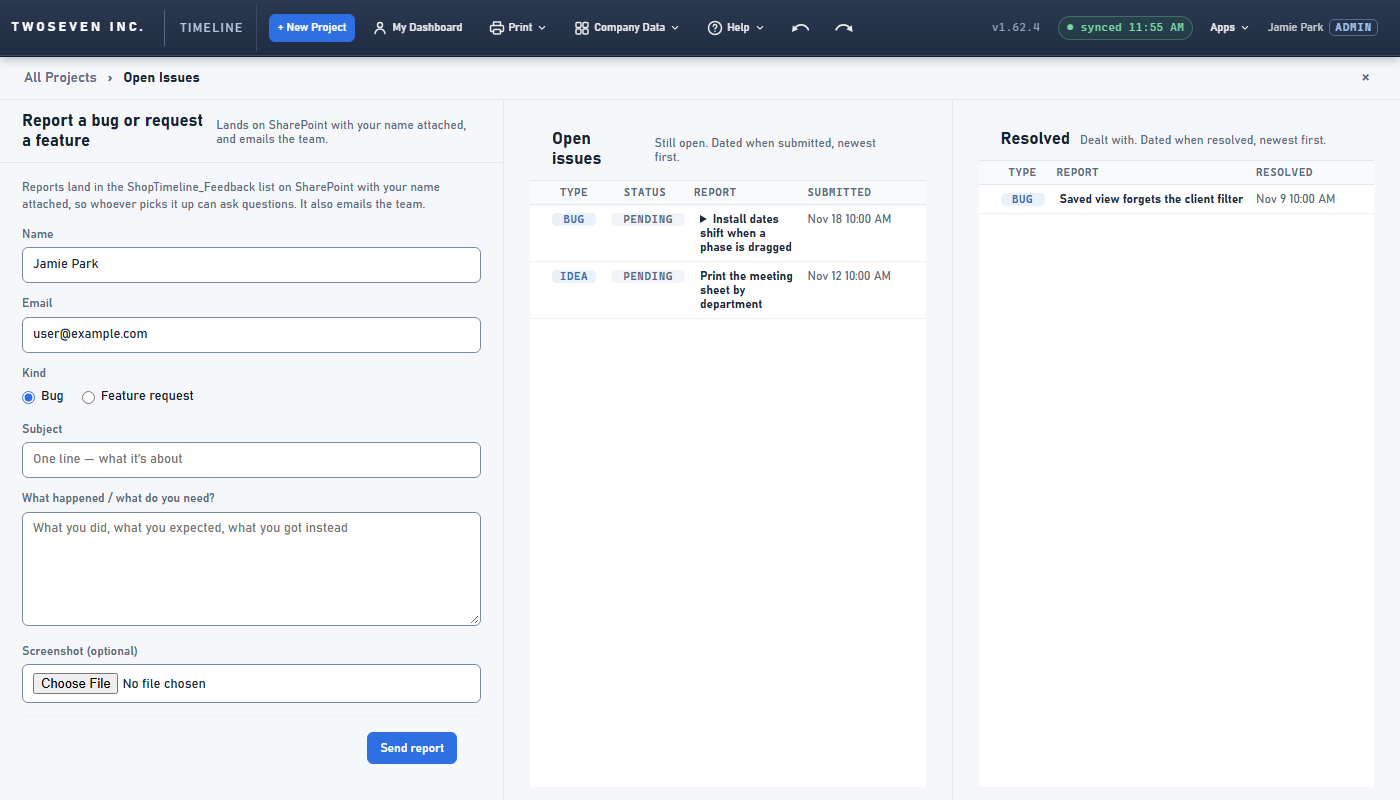 TWOSEVEN INC.
TIMELINE
+ New Project
My Dashboard
Print
Company Data
Help
v1.62.4
synced 11:55 AM
Apps
Jamie Park
ADMIN
All Projects › Open Issues
×
Report a bug or request
a feature
Lands on SharePoint with your name attached,
and emails the team.
Reports land in the ShopTimeline_Feedback list on SharePoint with your name
attached, so whoever picks it up can ask questions. It also emails the team.
Name
Jamie Park
Email
user@example.com
Kind
Bug
Feature request
Subject
One line — what it's about
What happened / what do you need?
What you did, what you expected, what you got instead
Screenshot (optional)
Choose File No file chosen
Send report
Open
issues
Still open. Dated when submitted, newest
first.
TYPE STATUS REPORT SUBMITTED
BUG PENDING Install dates Nov 18 10:00 AM
shift when a
phase is dragged
IDEA PENDING Print the meeting Nov 12 10:00 AM
sheet by
department
Resolved
Dealt with. Dated when resolved, newest first.
TYPE REPORT RESOLVED
BUG Saved view forgets the client filter Nov 9 10:00 AM